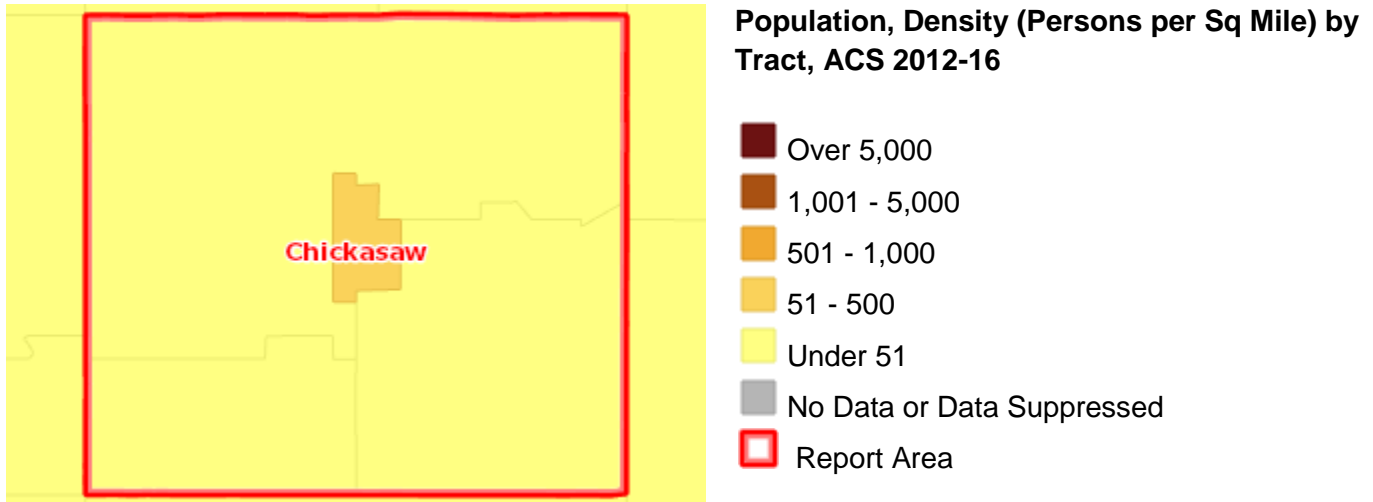 Population, Density (Persons per Sq Mile) by
Tract, ACS 2012-16
Chickasaw
Over 5,000
1,001 - 5,000
501 - 1,000
51 - 500
Under 51
No Data or Data Suppressed
Report Area